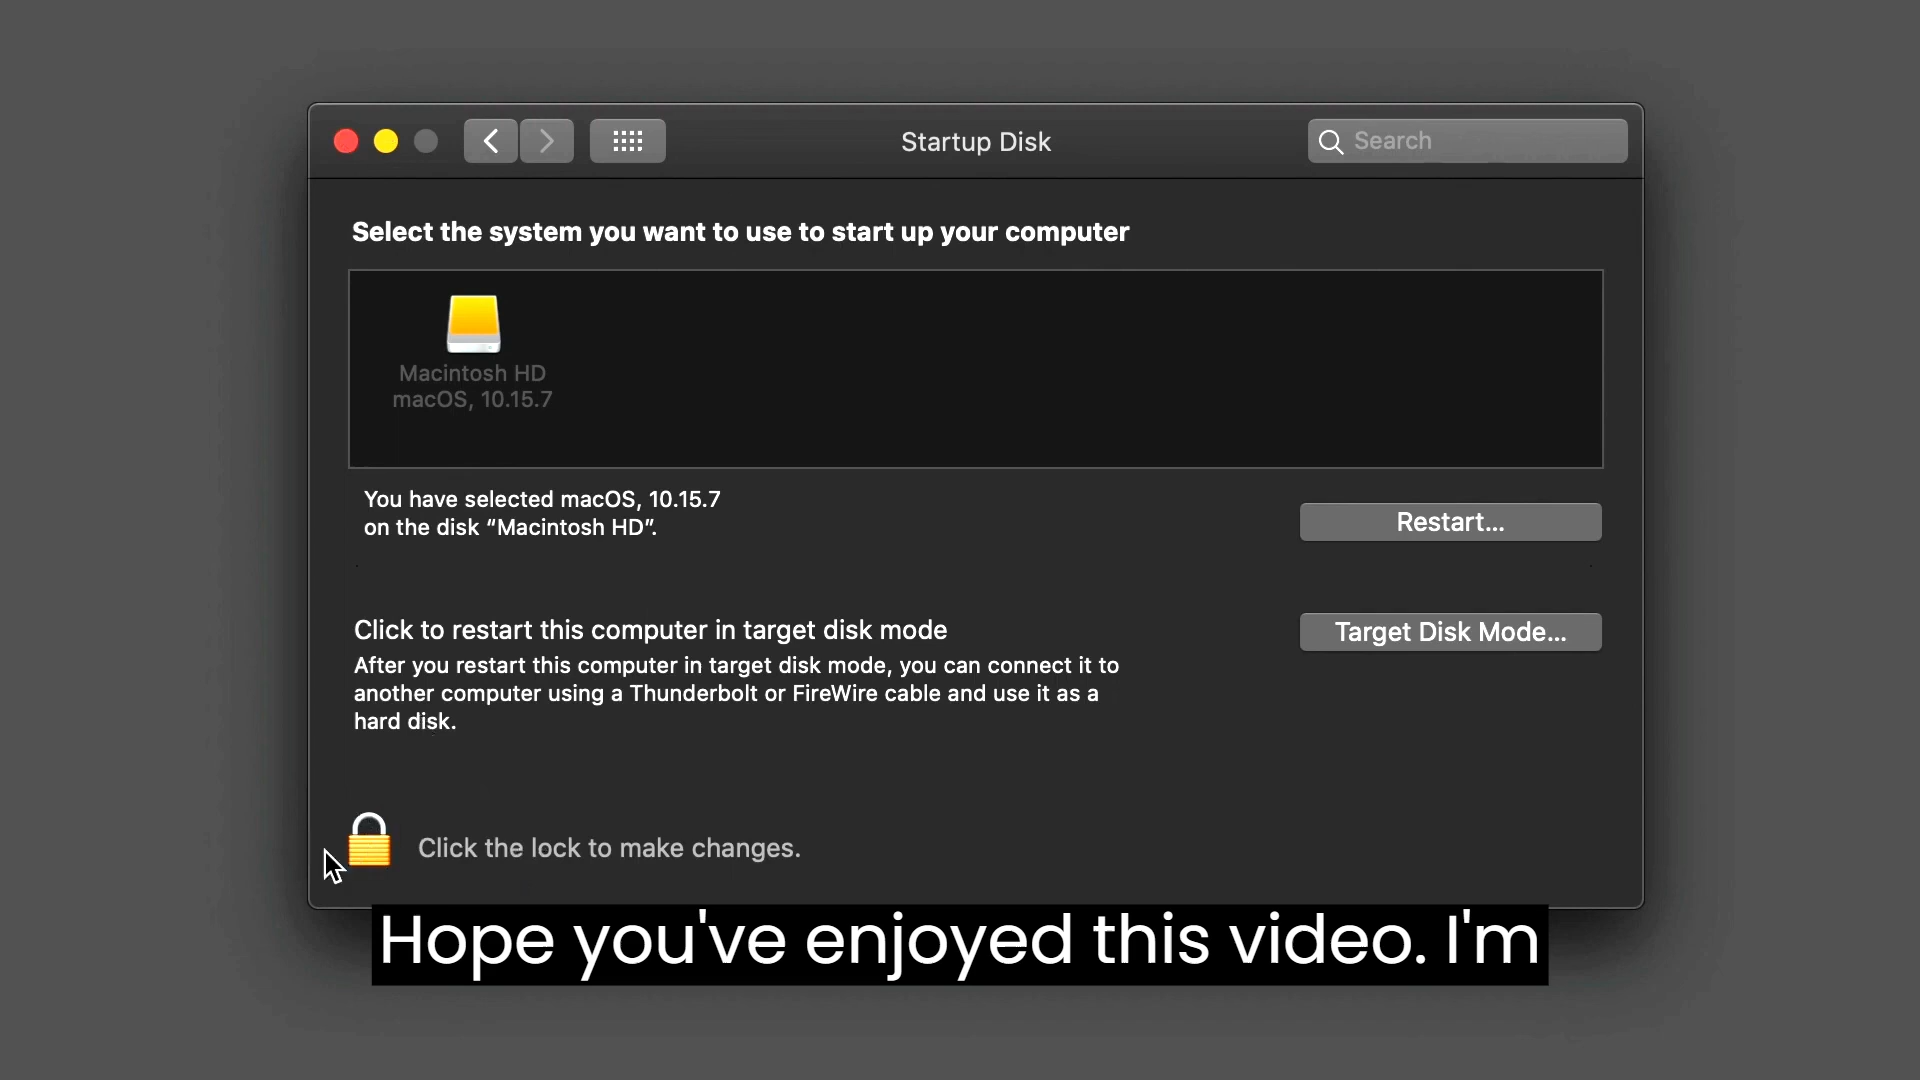 Startup Disk
Search
Select the system you want to use to start up your computer
Macintosh HD
macOS, 10.15.7
You have selected macOS, 10.15.7
on the disk “Macintosh HD”.
Restart...
Click to restart this computer in target disk mode
Target Disk Mode...
After you restart this computer in target disk mode, you can connect it to
another computer using a Thunderbolt or FireWire cable and use it as a
hard disk.
Click the lock to make changes.
Hope you've enjoyed this video. I'm